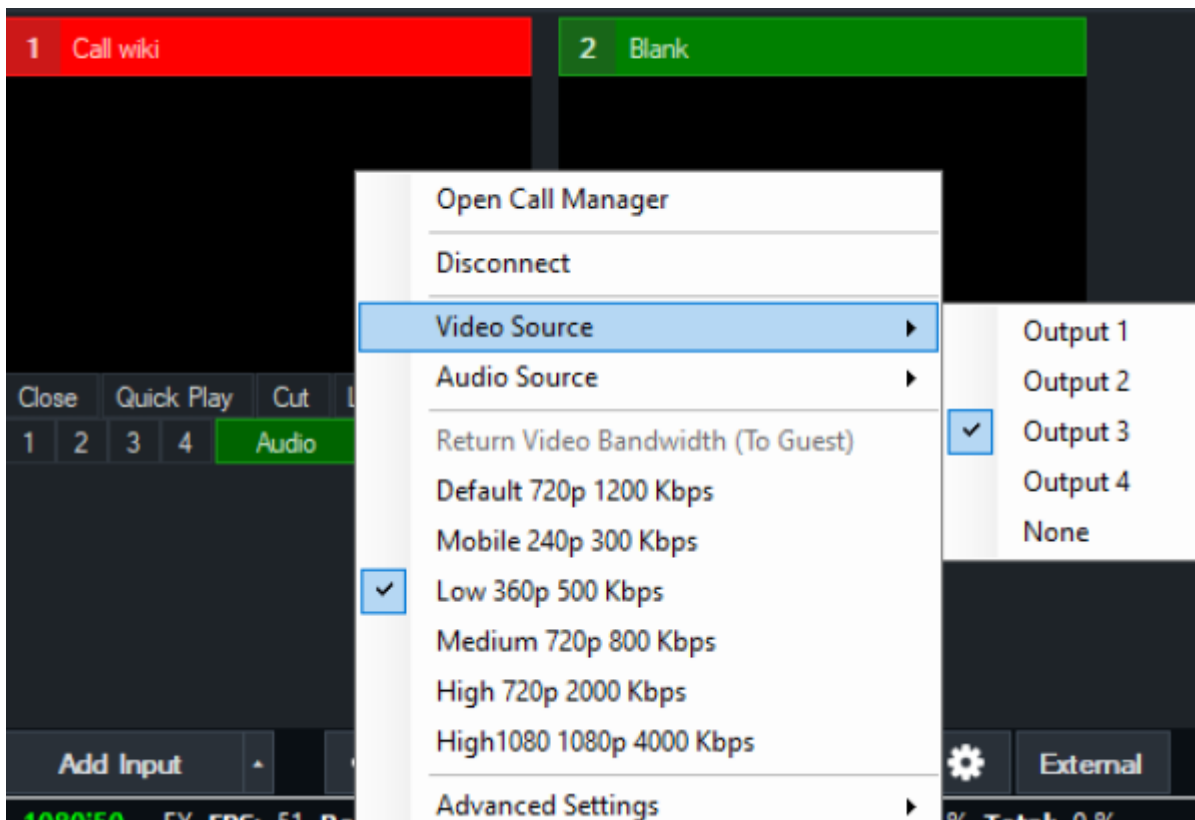 1 Call wiki
2 Blank
Open Call Manager
Disconnect
Video Source
Output 1
Audio Source
Output 2
Close Quick Play Cut
1 2 3 4 Audio
Return Video Bandwidth (To Guest)
Output 3
Default 720p 1200 Kbps
Output 4
Mobile 240p 300 Kbps
None
Low 360p 500 Kbps
Medium 720p 800 Kbps
High 720p 2000 Kbps
High1080 1080p 4000 Kbps
Add Input
External
Advanced Settings